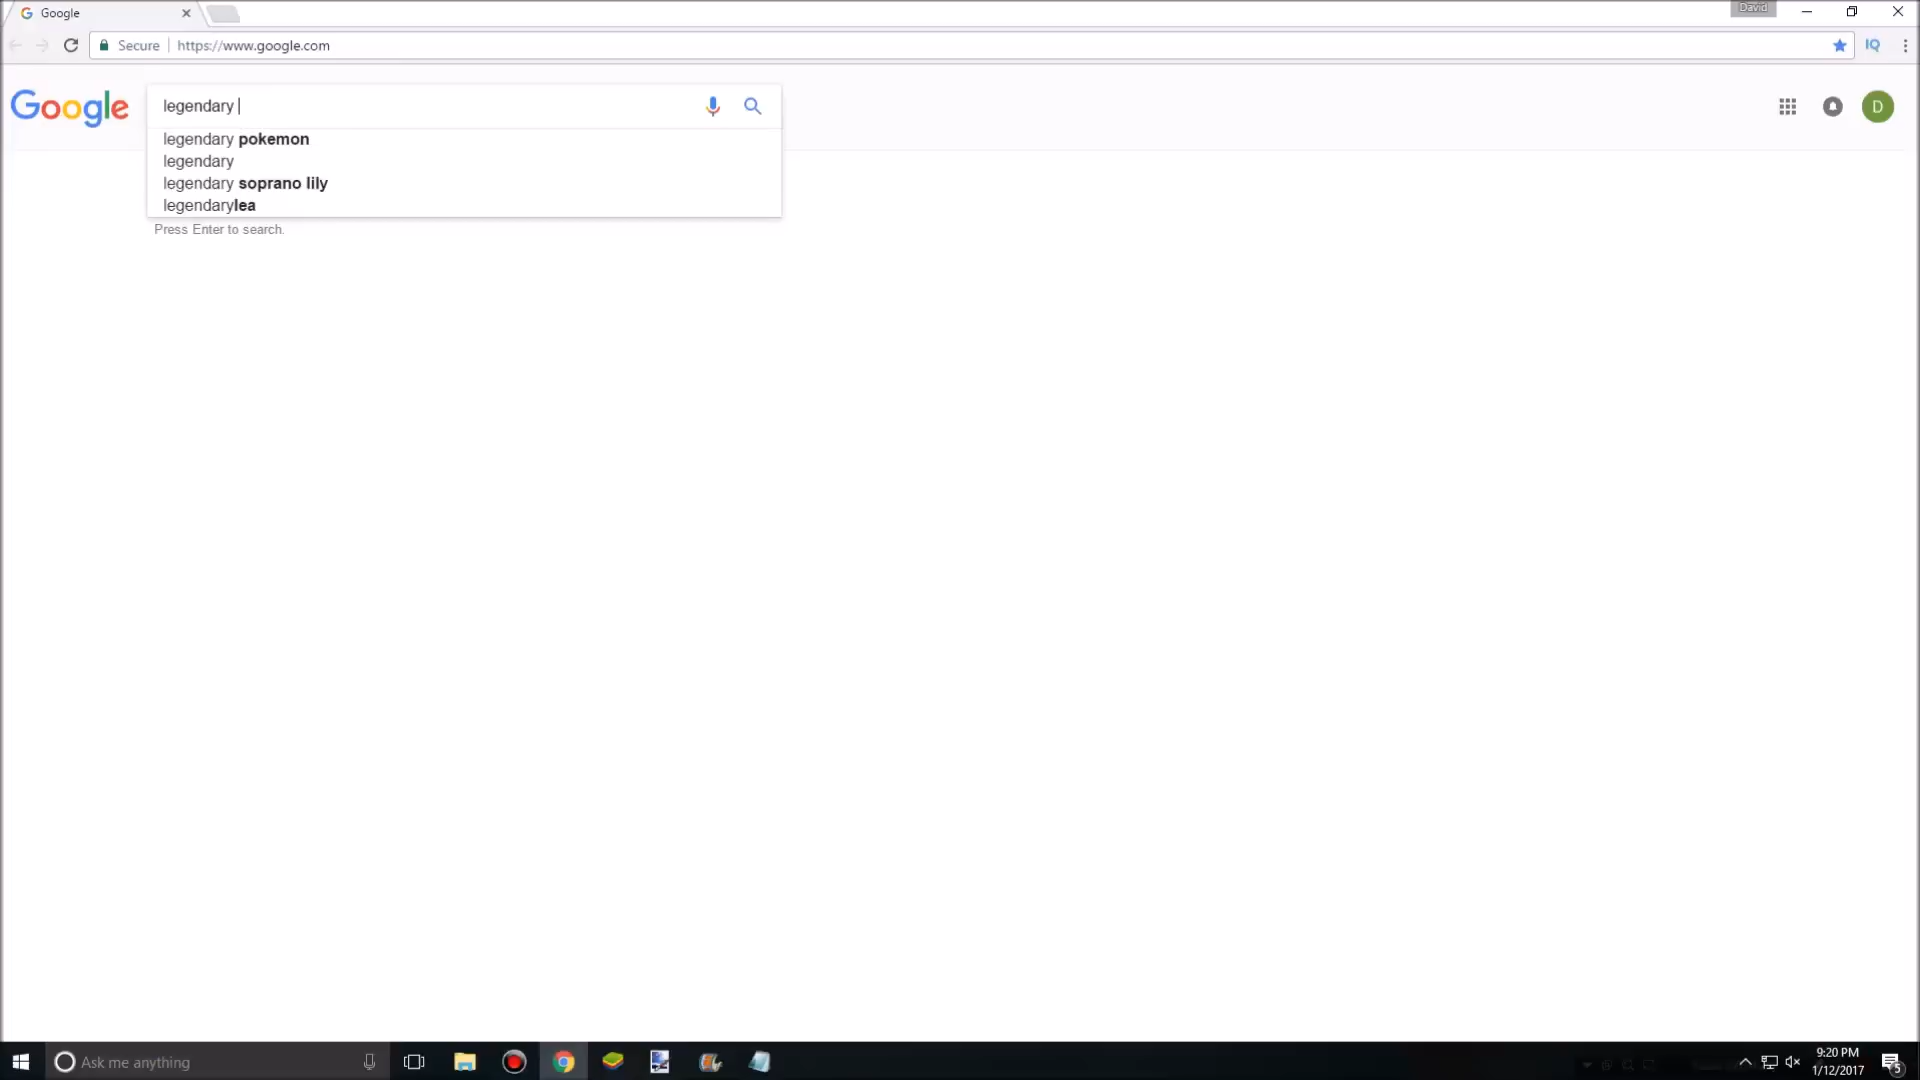 Google
David
Secure
https://www.google.com
IQ
Google
legendary
D
legendary pokemon
legendary
legendary soprano lily
legendarylea
Press Enter to search.
Ask me anything
9:20 PM
1/12/2017
5